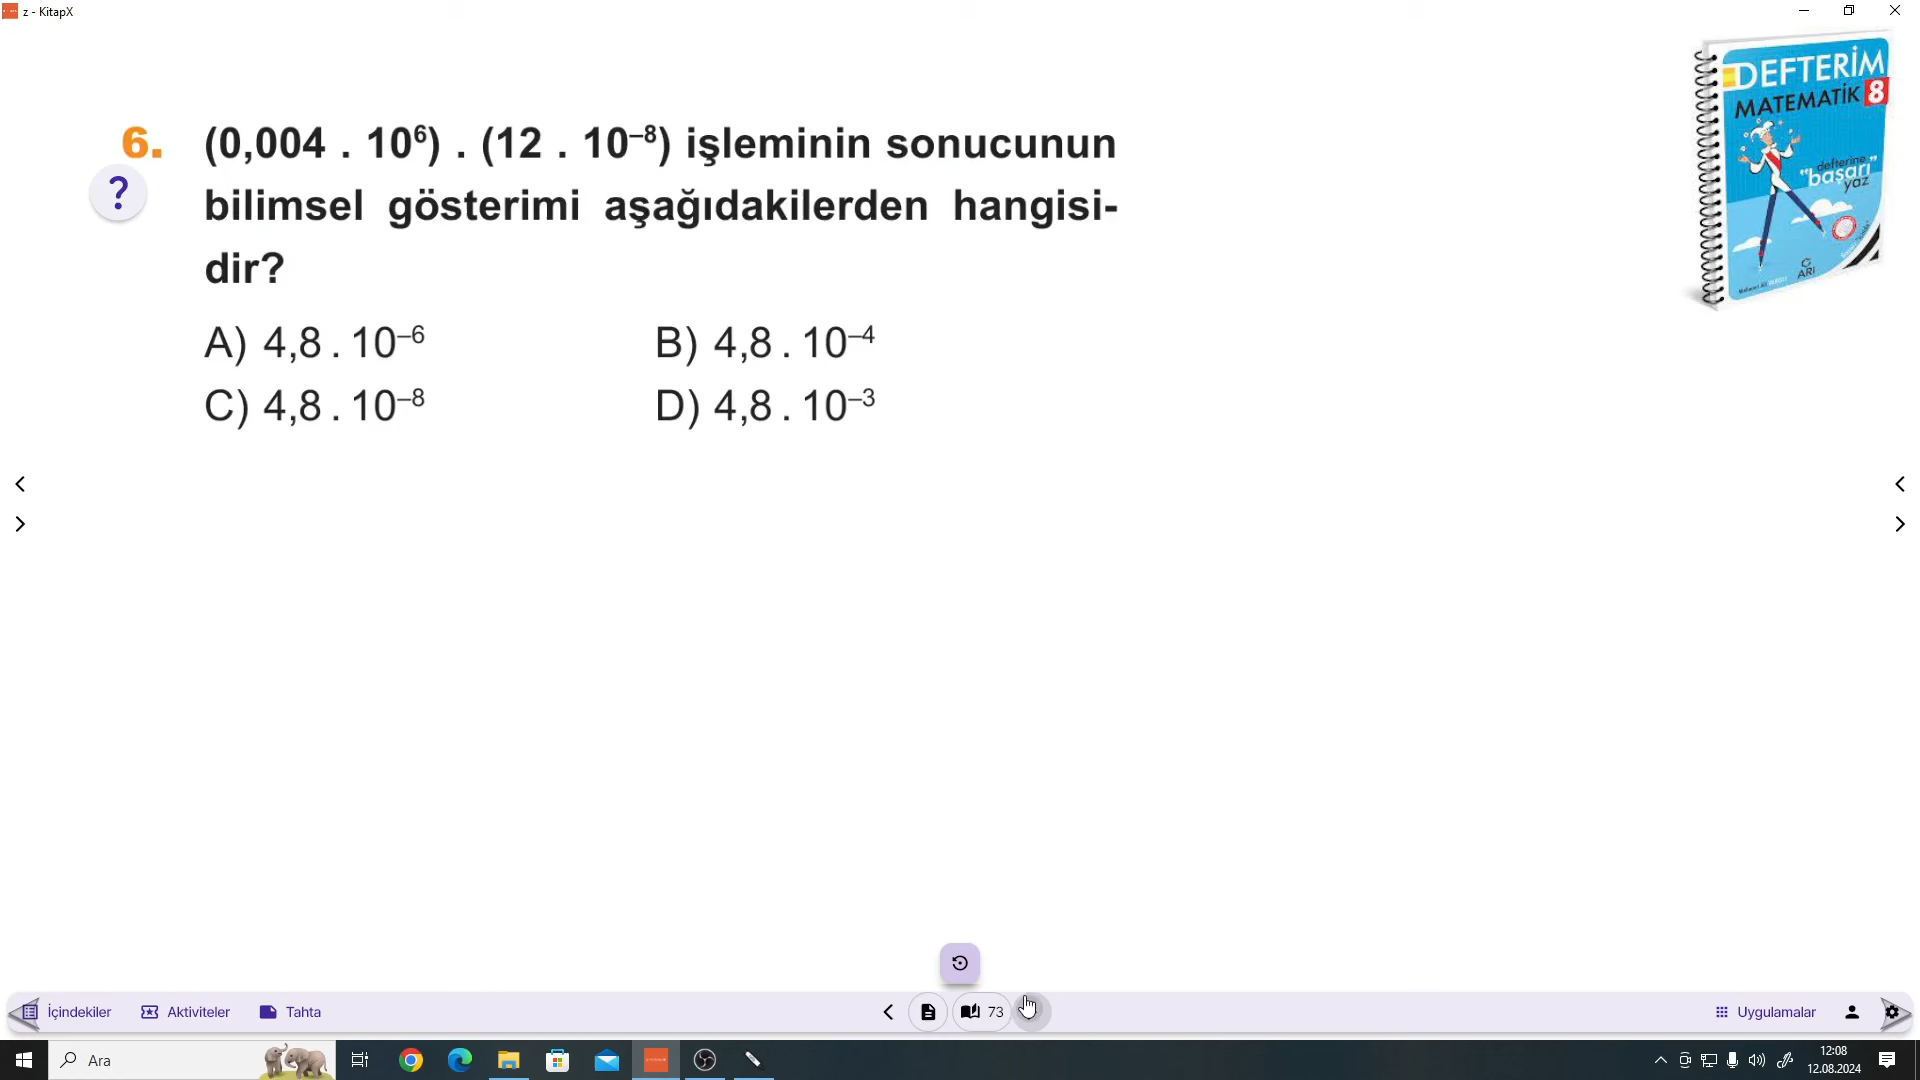 z - KitapX
DEFTERİM
MATEMATİK 8
defterine
"başarı"
yaz
ARI
6. (0,004 . 10⁶) . (12 . 10⁻⁸) işleminin sonucunun
? bilimsel gösterimi aşağıdakilerden hangisi-
dir?
A) 4,8 . 10⁻⁶ B) 4,8 . 10⁻⁴
C) 4,8 . 10⁻⁸ D) 4,8 . 10⁻³
İçindekiler Aktiviteler Tahta 73 Uygulamalar
Ara 12:08
12.08.2024